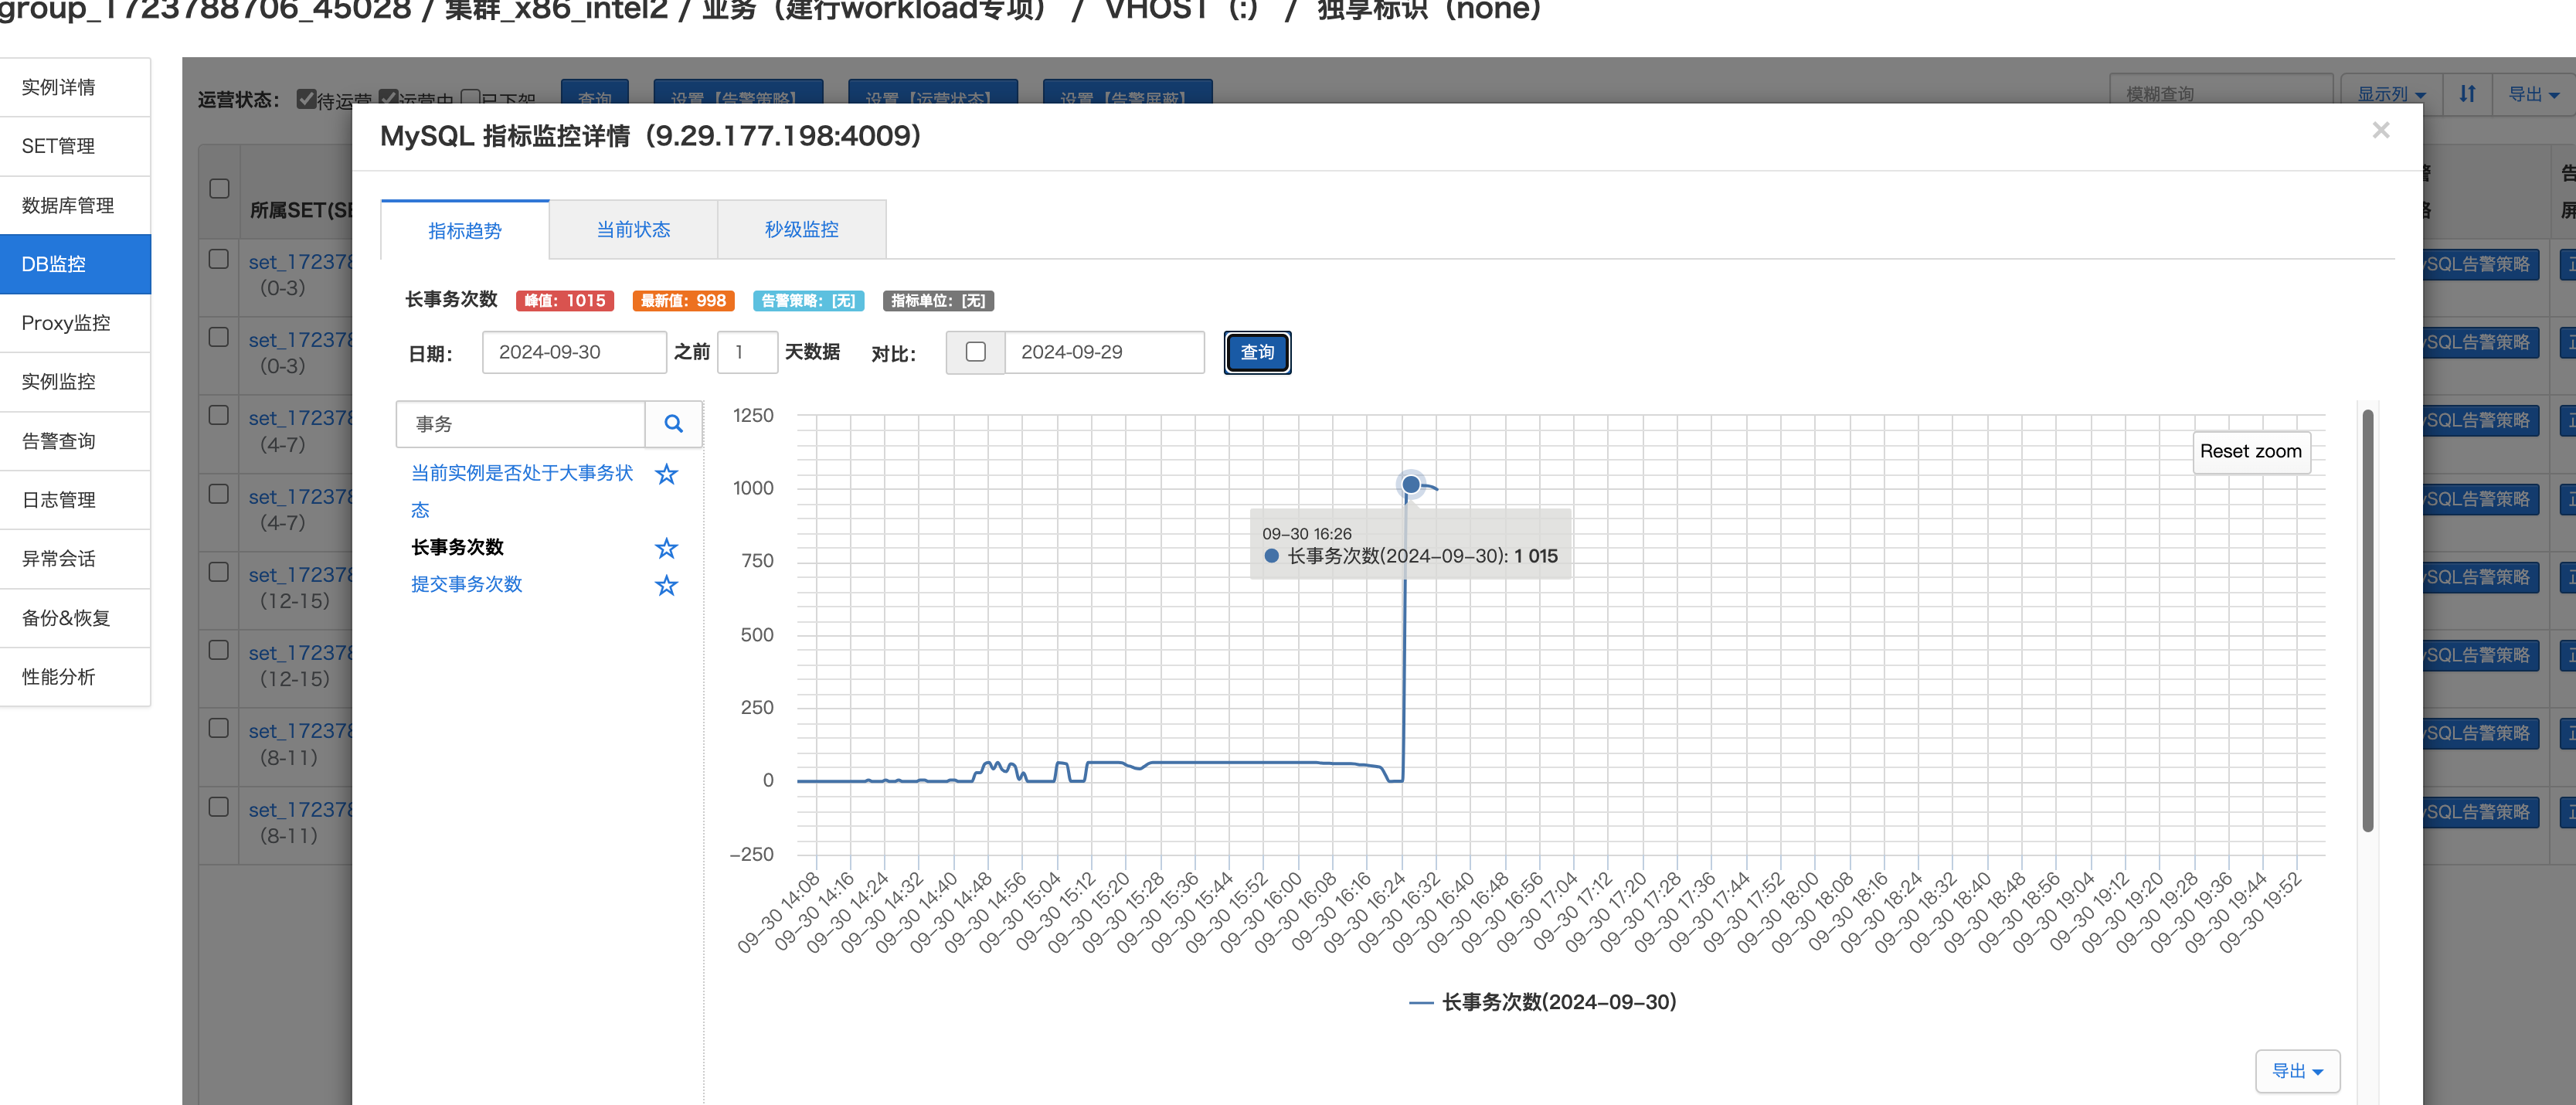 group_1723788706_45028 / 集群_x86_intel2 / 业务（建行workload专项） / VHOST（:） / 独享标识（none）
实例详情
SET管理
数据库管理
DB监控
Proxy监控
实例监控
告警查询
日志管理
异常会话
备份&恢复
性能分析
运营状态： 待运营 运营中 已下架 查询 设置【告警策略】 设置【运营状态】 设置【告警屏蔽】 模糊查询 显示列 导出
所属SET(SE
set_172378
(0-3)
set_172378
(0-3)
set_172378
(4-7)
set_172378
(4-7)
set_172378
(12-15)
set_172378
(12-15)
set_172378
(8-11)
set_172378
(8-11)
MySQL 指标监控详情（9.29.177.198:4009）
×
指标趋势 当前状态 秒级监控
长事务次数 峰值：1015 最新值：998 告警策略：[无] 指标单位：[无]
日期： 2024-09-30 之前 1 天数据 对比： 2024-09-29 查询
事务
当前实例是否处于大事务状
态
长事务次数
提交事务次数
1250
1000
750
500
250
0
-250
Reset zoom
09-30 16:26
长事务次数(2024-09-30): 1 015
09-30 14:08
09-30 14:16
09-30 14:24
09-30 14:32
09-30 14:40
09-30 14:48
09-30 14:56
09-30 15:04
09-30 15:12
09-30 15:20
09-30 15:28
09-30 15:36
09-30 15:44
09-30 15:52
09-30 16:00
09-30 16:08
09-30 16:16
09-30 16:24
09-30 16:32
09-30 16:40
09-30 16:48
09-30 16:56
09-30 17:04
09-30 17:12
09-30 17:20
09-30 17:28
09-30 17:36
09-30 17:44
09-30 17:52
09-30 18:00
09-30 18:08
09-30 18:16
09-30 18:24
09-30 18:32
09-30 18:40
09-30 18:48
09-30 18:56
09-30 19:04
09-30 19:12
09-30 19:20
09-30 19:28
09-30 19:36
09-30 19:44
09-30 19:52
长事务次数(2024-09-30)
导出
告
屏
ySQL告警策略
ySQL告警策略
ySQL告警策略
ySQL告警策略
ySQL告警策略
ySQL告警策略
ySQL告警策略
ySQL告警策略